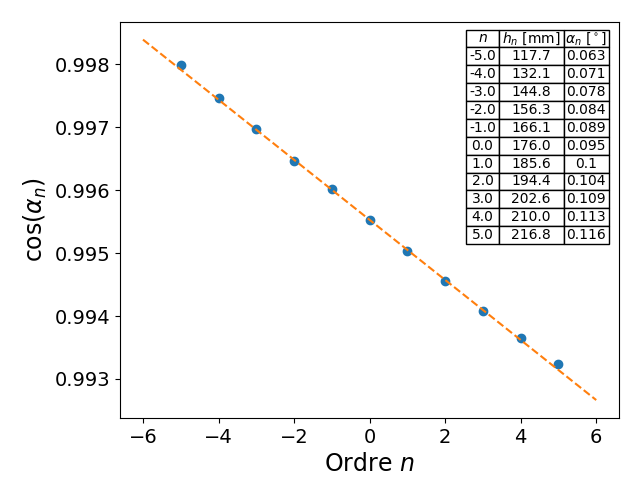 n hₙ [mm] αₙ [°]
-5.0 117.7 0.063
-4.0 132.1 0.071
-3.0 144.8 0.078
-2.0 156.3 0.084
-1.0 166.1 0.089
0.0 176.0 0.095
1.0 185.6 0.1
2.0 194.4 0.104
3.0 202.6 0.109
4.0 210.0 0.113
5.0 216.8 0.116
cos(αₙ)
0.998
0.997
0.996
0.995
0.994
0.993
−6 −4 −2 0 2 4 6
Ordre n